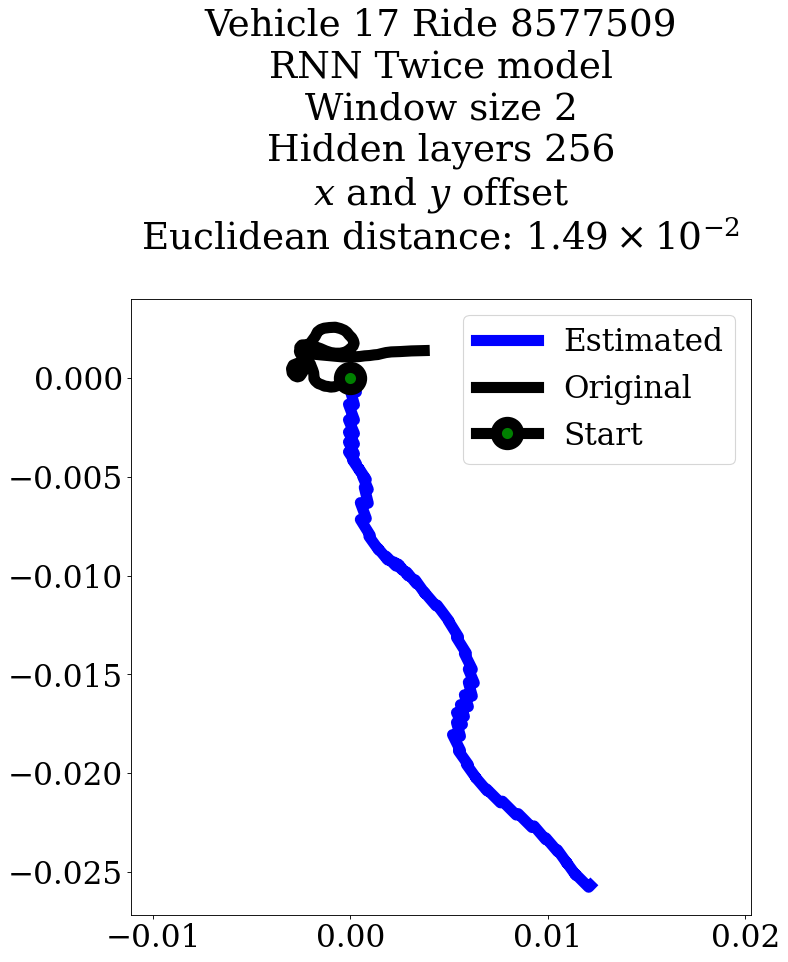 Vehicle 17 Ride 8577509
RNN Twice model
Window size 2
Hidden layers 256
x and y offset
Euclidean distance: 1.49 × 10⁻²
Estimated
Original
Start
0.000
−0.005
−0.010
−0.015
−0.020
−0.025
−0.01 0.00 0.01 0.02